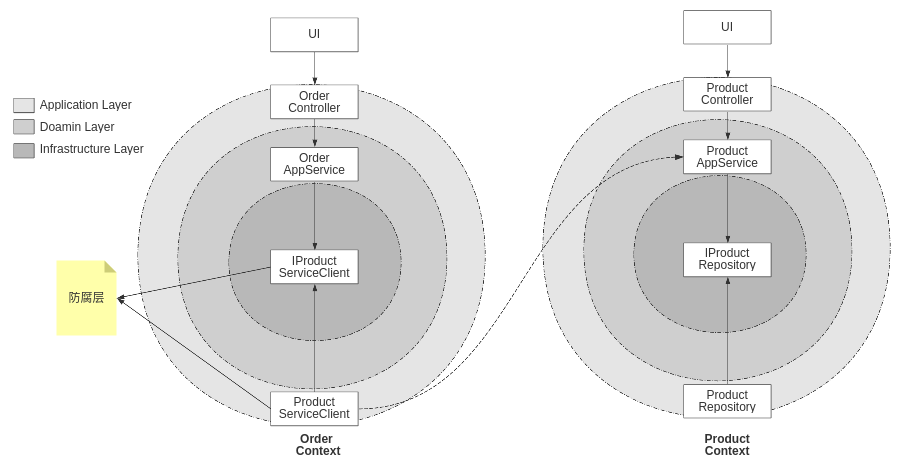 UI
Order
Controller
Order
AppService
IProduct
ServiceClient
Product
ServiceClient
Order
Context
Application Layer
Doamin Layer
Infrastructure Layer
防腐层
UI
Product
Controller
Product
AppService
IProduct
Repository
Product
Repository
Product
Context